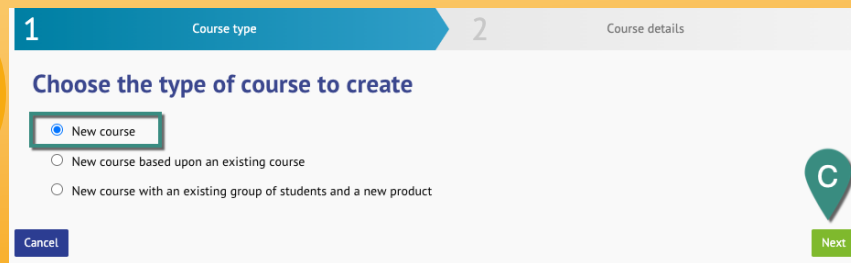 1 Course type 2 Course details
Choose the type of course to create
New course
New course based upon an existing course
New course with an existing group of students and a new product
C
Cancel Next